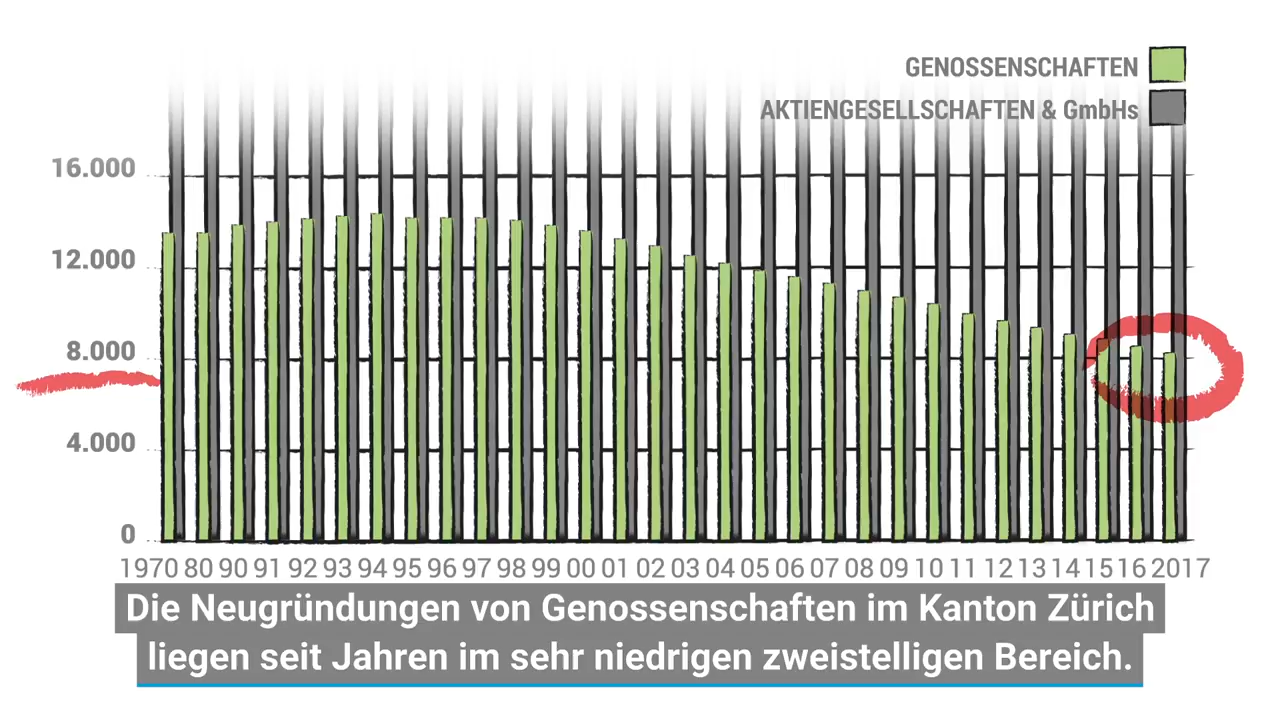 GENOSSENSCHAFTEN
AKTIENGESELLSCHAFTEN & GmbHs
16.000
12.000
8.000
4.000
0
1970 80 90 91 92 93 94 95 96 97 98 99 00 01 02 03 04 05 06 07 08 09 10 11 12 13 14 15 16 2017
Die Neugründungen von Genossenschaften im Kanton Zürich
liegen seit Jahren im sehr niedrigen zweistelligen Bereich.